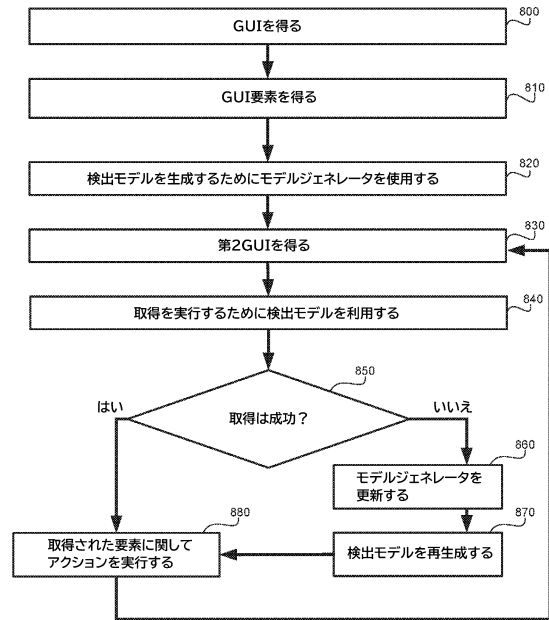 800
GUIを得る
810
GUI要素を得る
820
検出モデルを生成するためにモデルジェネレータを使用する
830
第2GUIを得る
840
取得を実行するために検出モデルを利用する
850
取得は成功？
はい
いいえ
860
モデルジェネレータを
更新する
870
検出モデルを再生成する
880
取得された要素に関して
アクションを実行する